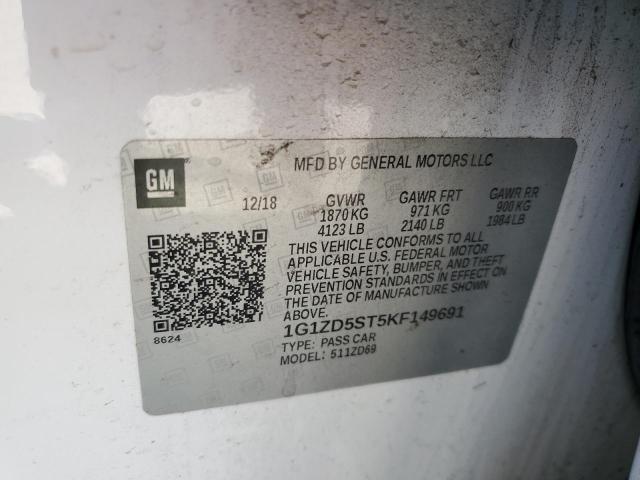 GM
MFD BY GENERAL MOTORS LLC
12/18
GVWR GAWR FRT GAWR RR
1870 KG 971 KG 900 KG
4123 LB 2140 LB 1984 LB
THIS VEHICLE CONFORMS TO ALL
APPLICABLE U.S. FEDERAL MOTOR
VEHICLE SAFETY, BUMPER, AND THEFT
PREVENTION STANDARDS IN EFFECT ON
THE DATE OF MANUFACTURE SHOWN
ABOVE.
8624
1G1ZD5ST5KF149691
TYPE: PASS CAR
MODEL: 511ZD69